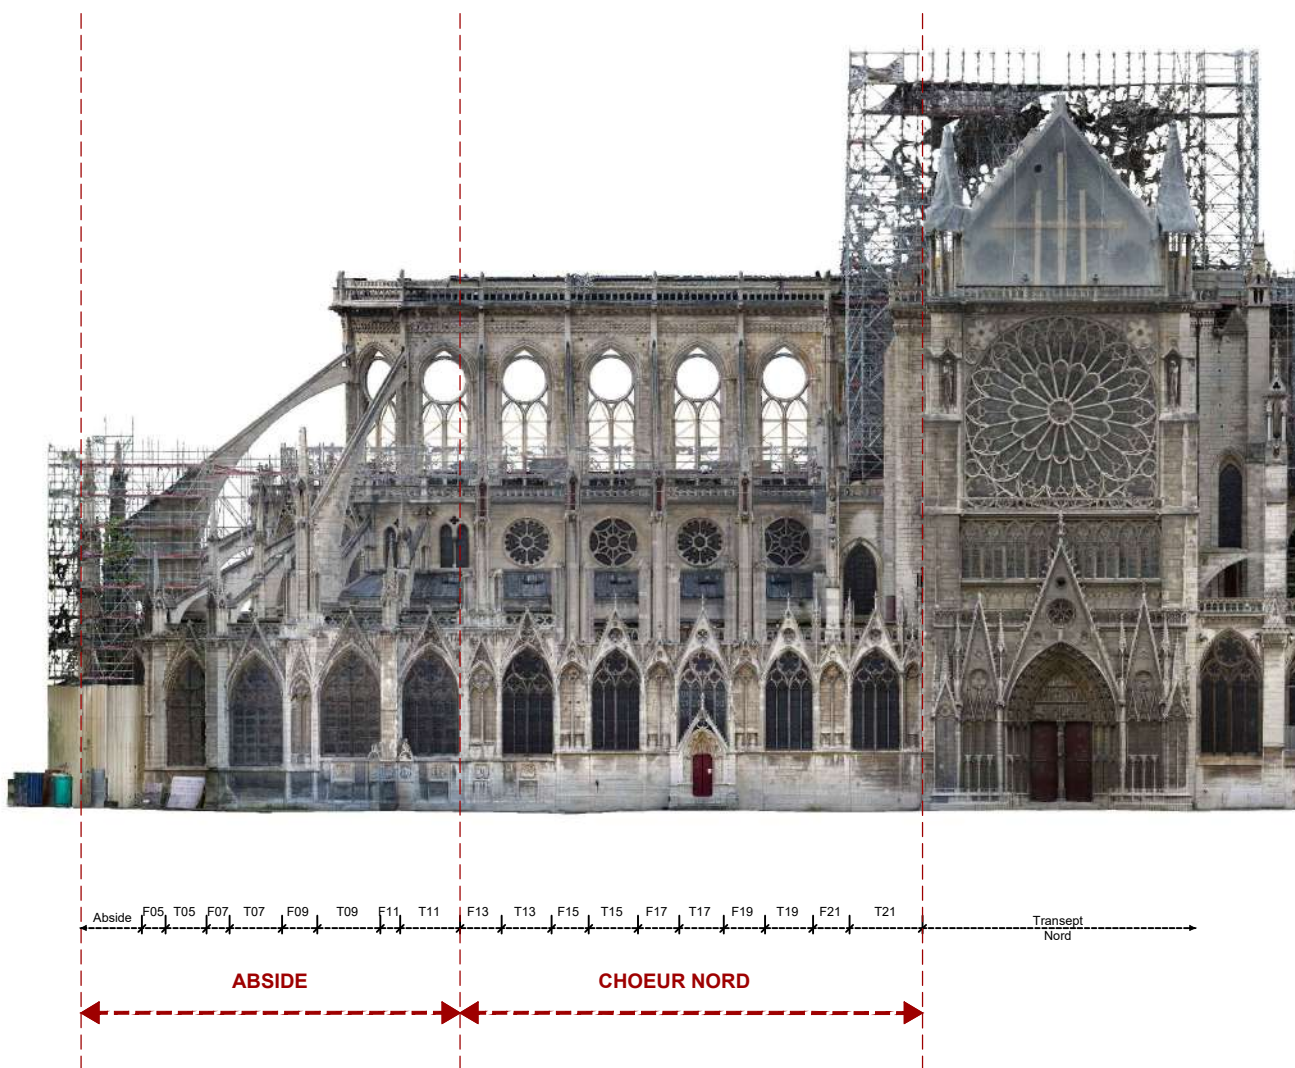 Abside F05 T05 F07 T07 F09 T09 F11 T11 F13 T13 F15 T15 F17 T17 F19 T19 F21 T21
Transept
Nord
ABSIDE CHOEUR NORD